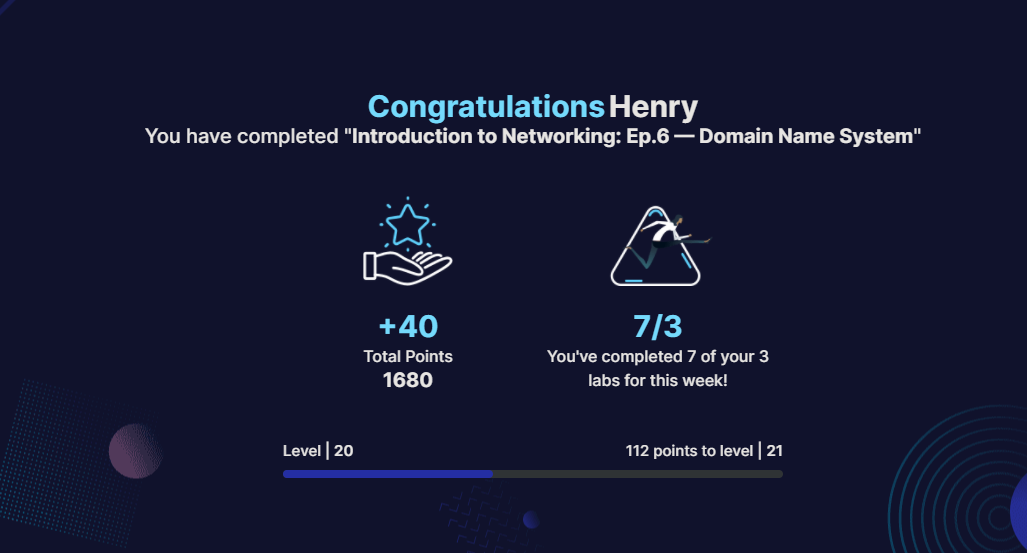 Congratulations Henry
You have completed "Introduction to Networking: Ep.6 — Domain Name System"
+40
Total Points
1680
7/3
You've completed 7 of your 3
labs for this week!
Level | 20
112 points to level | 21